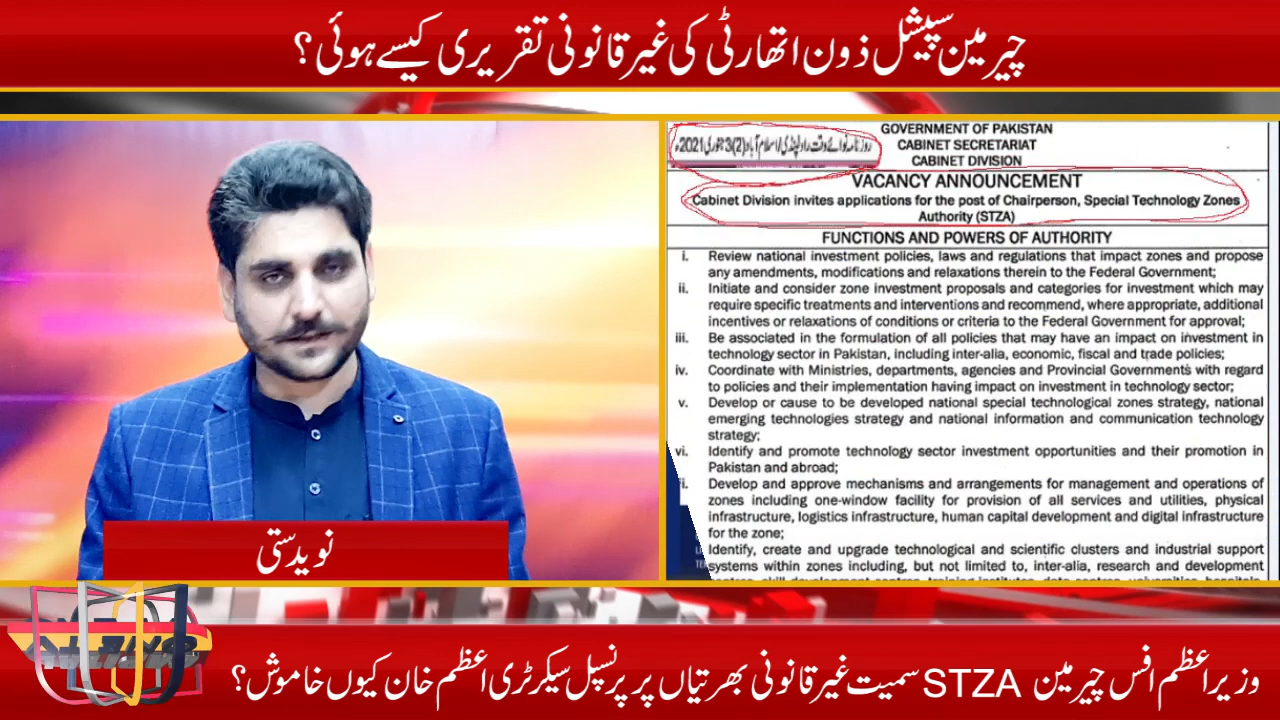 چیرمین سپیشل ذون اتھارٹی کی غیر قانونی تقریری کیسے ہوئی؟
روزنامہ نوائے وقت راولپنڈی/اسلام آباد (2) 3 جنوری 2021ء
GOVERNMENT OF PAKISTAN
CABINET SECRETARIAT
CABINET DIVISION
VACANCY ANNOUNCEMENT
Cabinet Division invites applications for the post of Chairperson, Special Technology Zones
Authority (STZA)
FUNCTIONS AND POWERS OF AUTHORITY
i. Review national investment policies, laws and regulations that impact zones and propose
any amendments, modifications and relaxations therein to the Federal Government;
ii. Initiate and consider zone investment proposals and categories for investment which may
require specific treatments and interventions and recommend, where appropriate, additional
incentives or relaxations of conditions or criteria to the Federal Government for approval;
iii. Be associated in the formulation of all policies that may have an impact on investment in
technology sector in Pakistan, including inter-alia, economic, fiscal and trade policies;
iv. Coordinate with Ministries, departments, agencies and Provincial Governments with regard
to policies and their implementation having impact on investment in technology sector;
v. Develop or cause to be developed national special technological zones strategy, national
emerging technologies strategy and national information and communication technology
strategy;
vi. Identify and promote technology sector investment opportunities and their promotion in
Pakistan and abroad;
ii. Develop and approve mechanisms and arrangements for management and operations of
zones including one-window facility for provision of all services and utilities, physical
infrastructure, logistics infrastructure, human capital development and digital infrastructure
for the zone;
Identify, create and upgrade technological and scientific clusters and industrial support
systems within zones including, but not limited to, inter-alia, research and development
نوید ستی
وزیراعظم افس چیرمین STZA سمیت غیر قانونی بھرتیاں پر پرنسپل سیکرٹری اعظم خان کیوں خاموش؟